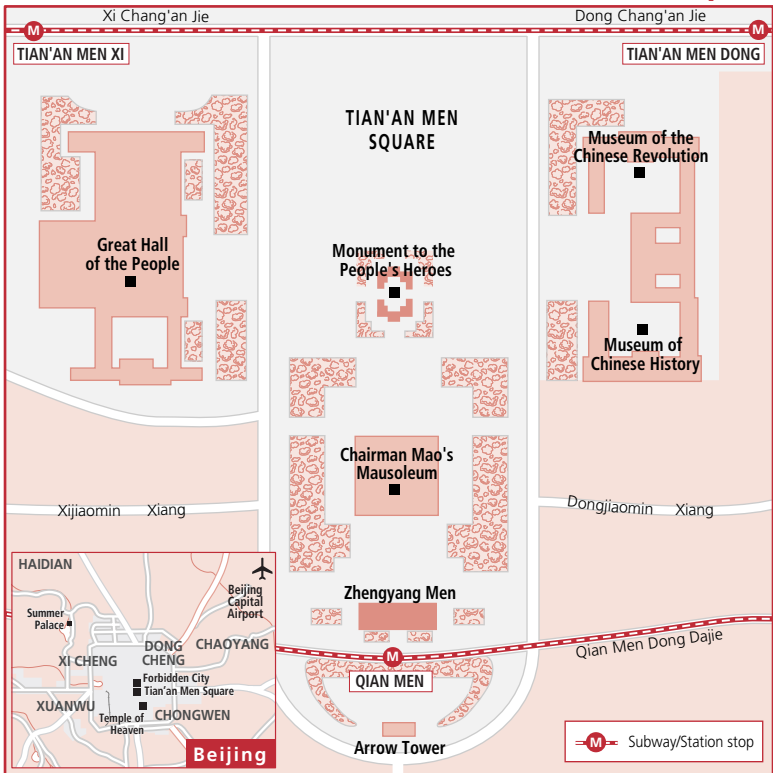 Xi Chang'an Jie
Dong Chang'an Jie
M
M
TIAN'AN MEN XI
TIAN'AN MEN DONG
TIAN'AN MEN
SQUARE
Museum of the
Chinese Revolution
Great Hall
of the People
Monument to the
People's Heroes
Museum of
Chinese History
Chairman Mao's
Mausoleum
Xijiaomin Xiang
Dongjiaomin Xiang
Zhengyang Men
Qian Men Dong Dajie
M
QIAN MEN
Arrow Tower
M Subway/Station stop
HAIDIAN
Beijing
Capital
Airport
Summer
Palace
DONG
CHENG
CHAOYANG
XI CHENG
Forbidden City
Tian'an Men Square
XUANWU
Temple of
Heaven
CHONGWEN
Beijing